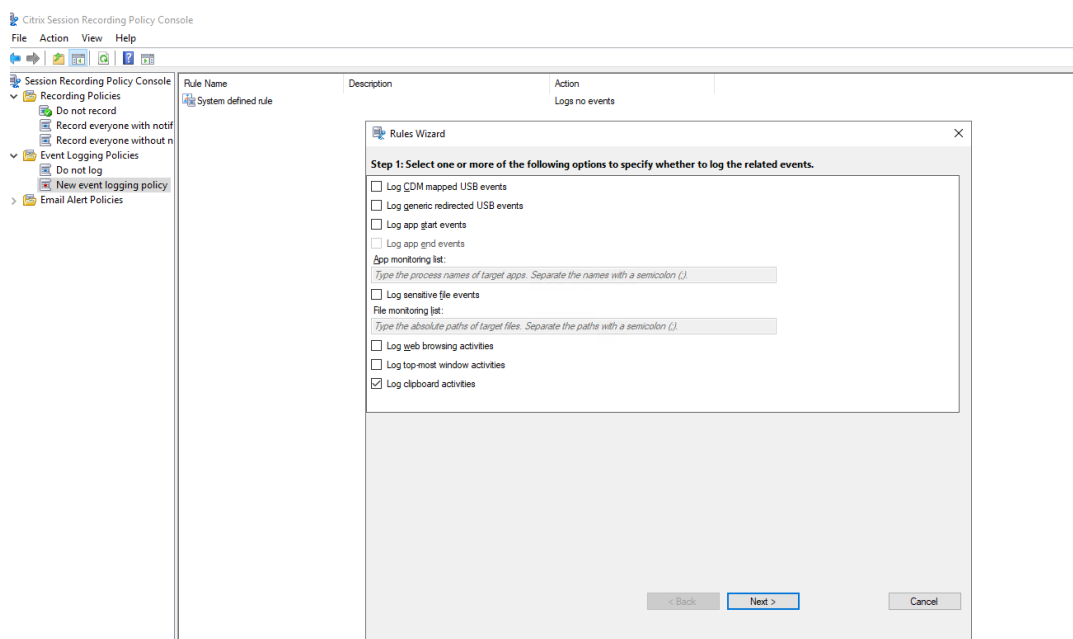 Citrix Session Recording Policy Console
File Action View Help
Session Recording Policy Console
Recording Policies
Do not record
Record everyone with notif
Record everyone without n
Event Logging Policies
Do not log
New event logging policy
Email Alert Policies
Rule Name Description Action
System defined rule Logs no events
Rules Wizard
Step 1: Select one or more of the following options to specify whether to log the related events.
Log CDM mapped USB events
Log generic redirected USB events
Log app start events
Log app end events
App monitoring list:
Type the process names of target apps. Separate the names with a semicolon (;).
Log sensitive file events
File monitoring list:
Type the absolute paths of target files. Separate the paths with a semicolon (;).
Log web browsing activities
Log top-most window activities
Log clipboard activities
< Back Next > Cancel